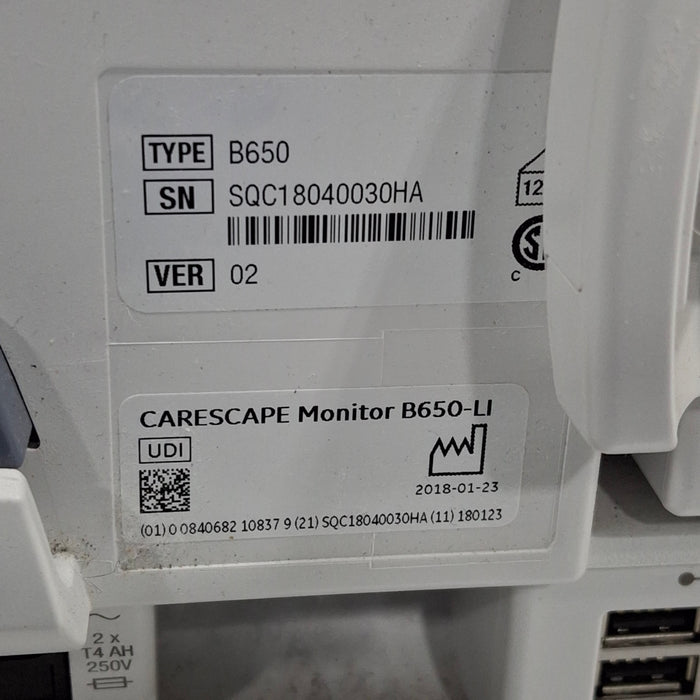 TYPE B650
SN SQC18040030HA
12
C
VER 02
CARESCAPE Monitor B650-LI
UDI
2018-01-23
(01) 0 0840682 10837 9 (21) SQC18040030HA (11) 180123
2 x
T4 AH
250V